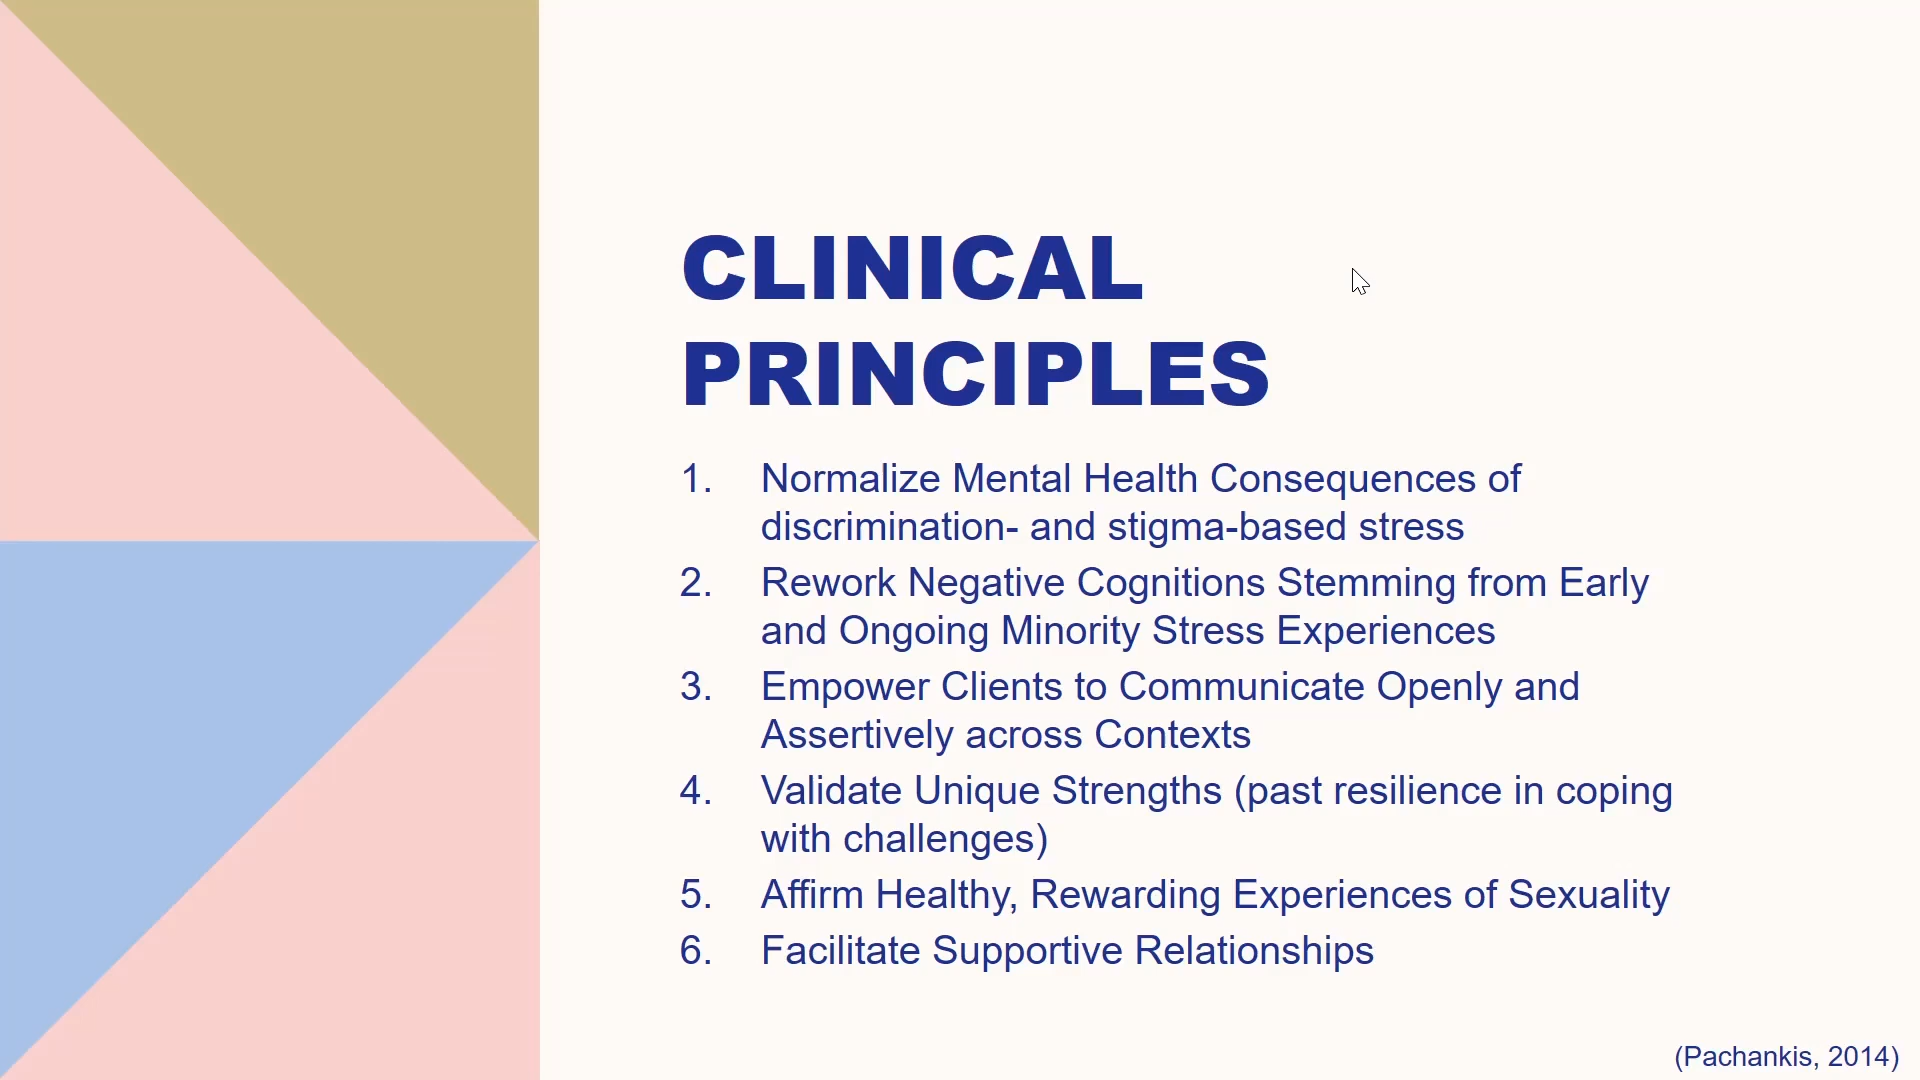 CLINICAL
PRINCIPLES
1. Normalize Mental Health Consequences of
discrimination- and stigma-based stress
2. Rework Negative Cognitions Stemming from Early
and Ongoing Minority Stress Experiences
3. Empower Clients to Communicate Openly and
Assertively across Contexts
4. Validate Unique Strengths (past resilience in coping
with challenges)
5. Affirm Healthy, Rewarding Experiences of Sexuality
6. Facilitate Supportive Relationships
(Pachankis, 2014)